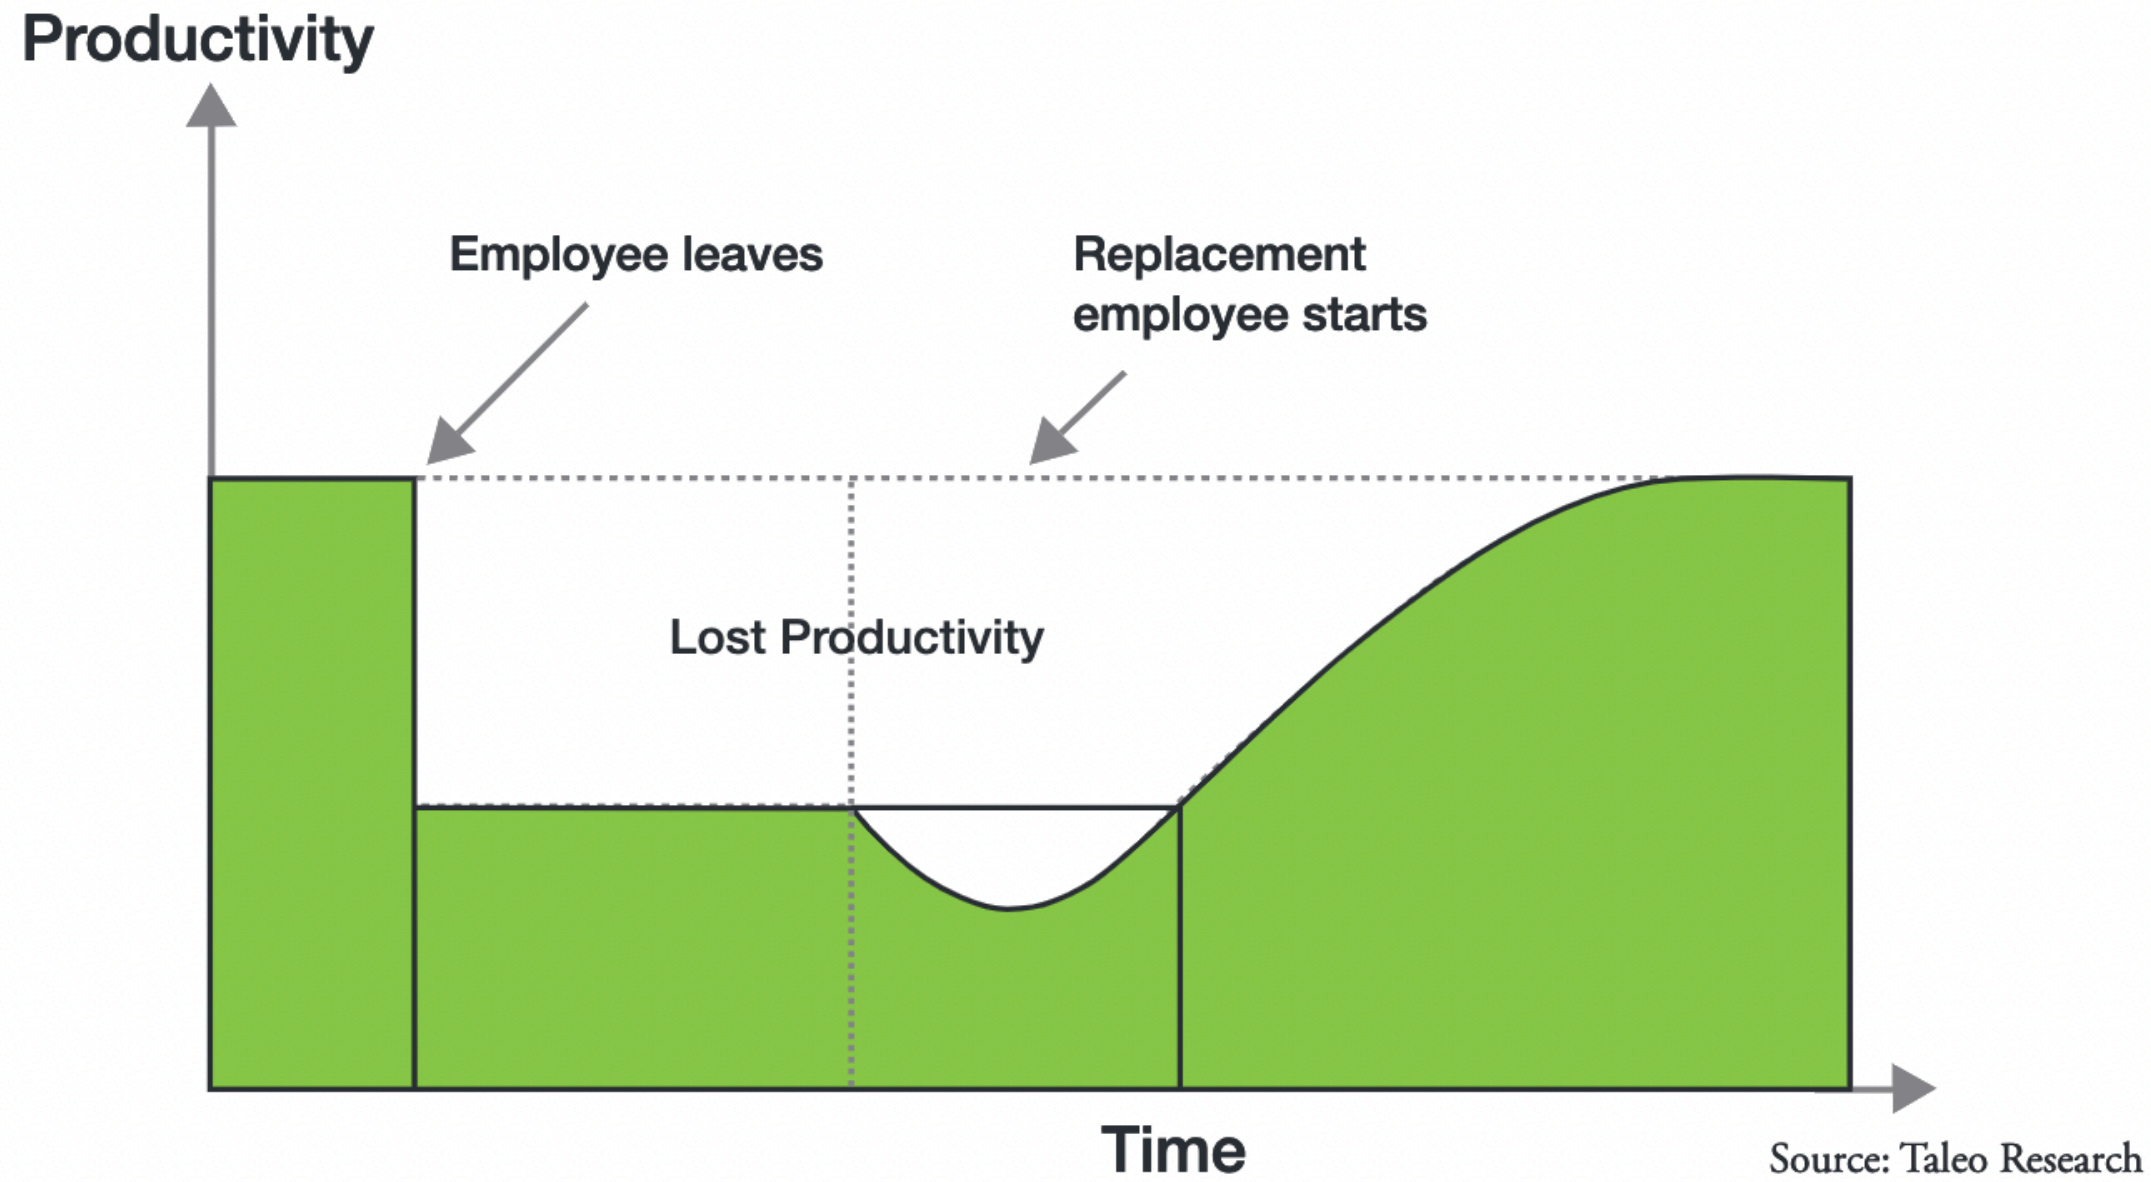 Productivity
Employee leaves
Replacement
employee starts
Lost Productivity
Time
Source: Taleo Research